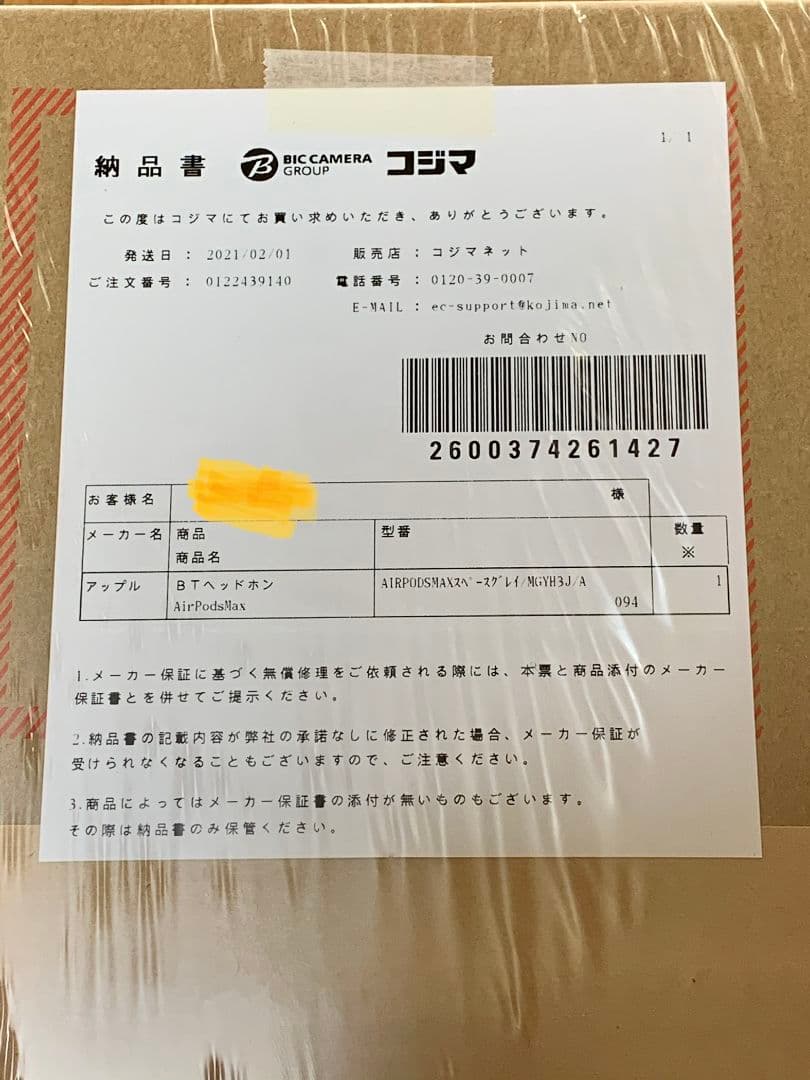 1/ 1
納品書 BIC CAMERA GROUP コジマ
この度はコジマにてお買い求めいただき、ありがとうございます。
発送日 : 2021/02/01 販売店 : コジマネット
ご注文番号 : 0122439140 電話番号 : 0120-39-0007
E-MAIL : ec-support@kojima.net
お問合わせNO
2600374261427
お客様名 様
メーカー名 商品 型番 数量
商品名 ※
アップル BTヘッドホン AIRPODSMAXスペースグレイ/MGYH3J/A 1
AirPodsMax 094
1.メーカー保証に基づく無償修理をご依頼される際には、本票と商品添付のメーカー
保証書とを併せてご提示ください。
2.納品書の記載内容が弊社の承諾なしに修正された場合、メーカー保証が
受けられなくなることもございますので、ご注意ください。
3.商品によってはメーカー保証書の添付が無いものもございます。
その際は納品書のみ保管ください。